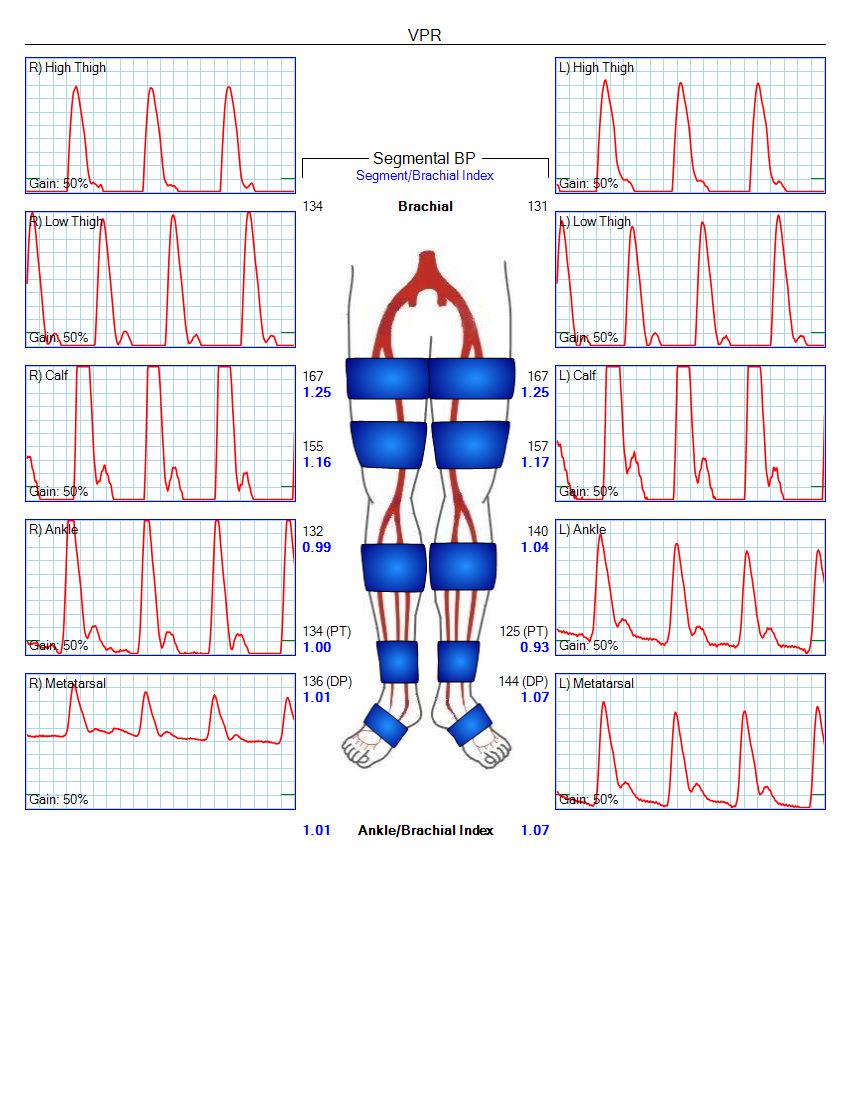 VPR
R) High Thigh
Gain: 50%
L) High Thigh
Gain: 50%
Segmental BP
Segment/Brachial Index
134 Brachial 131
R) Low Thigh
Gain: 50%
L) Low Thigh
Gain: 50%
R) Calf
Gain: 50%
167
1.25
167
1.25
L) Calf
Gain: 50%
155
1.16
157
1.17
R) Ankle
Gain: 50%
132
0.99
140
1.04
L) Ankle
Gain: 50%
134 (PT)
1.00
125 (PT)
0.93
R) Metatarsal
Gain: 50%
136 (DP)
1.01
144 (DP)
1.07
L) Metatarsal
Gain: 50%
1.01 Ankle/Brachial Index 1.07